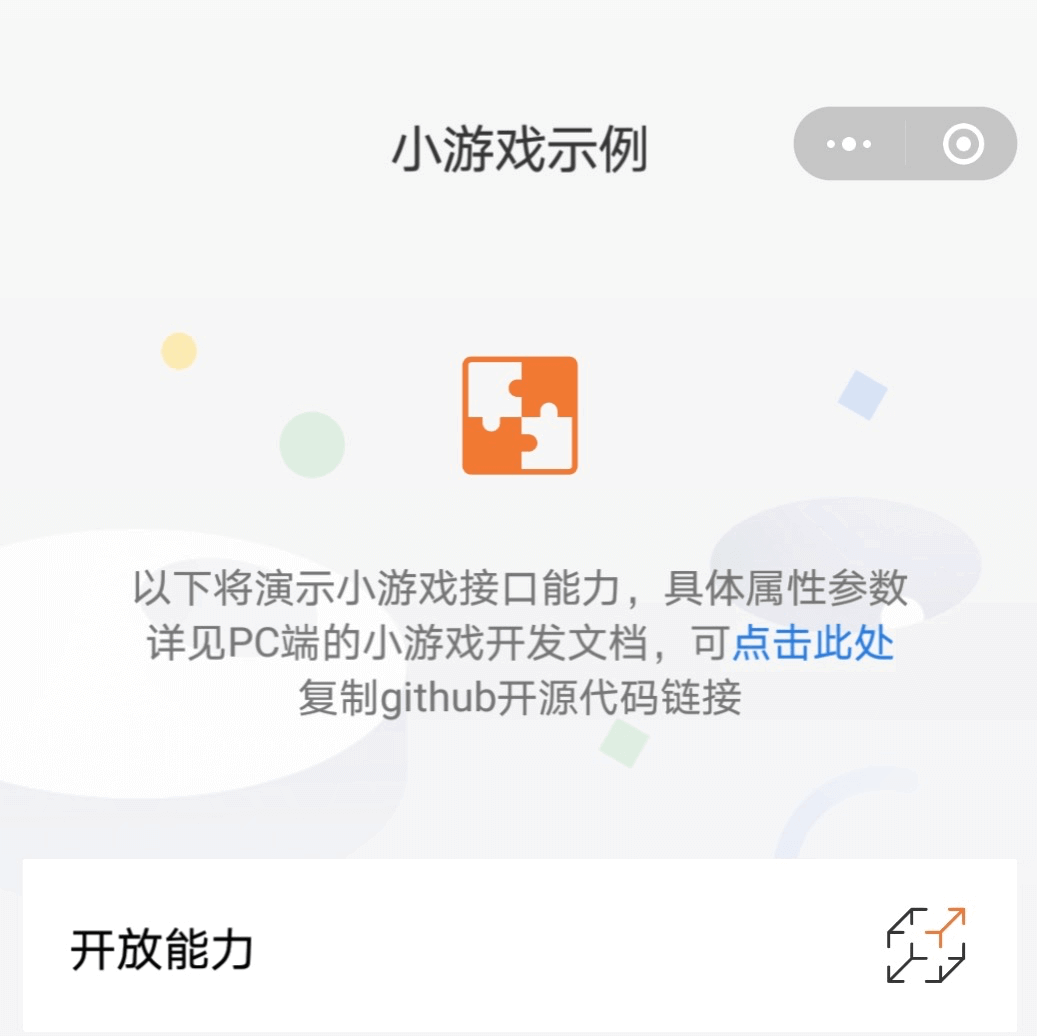 小游戏示例
以下将演示小游戏接口能力，具体属性参数
详见PC端的小游戏开发文档，可点击此处
复制github开源代码链接
开放能力